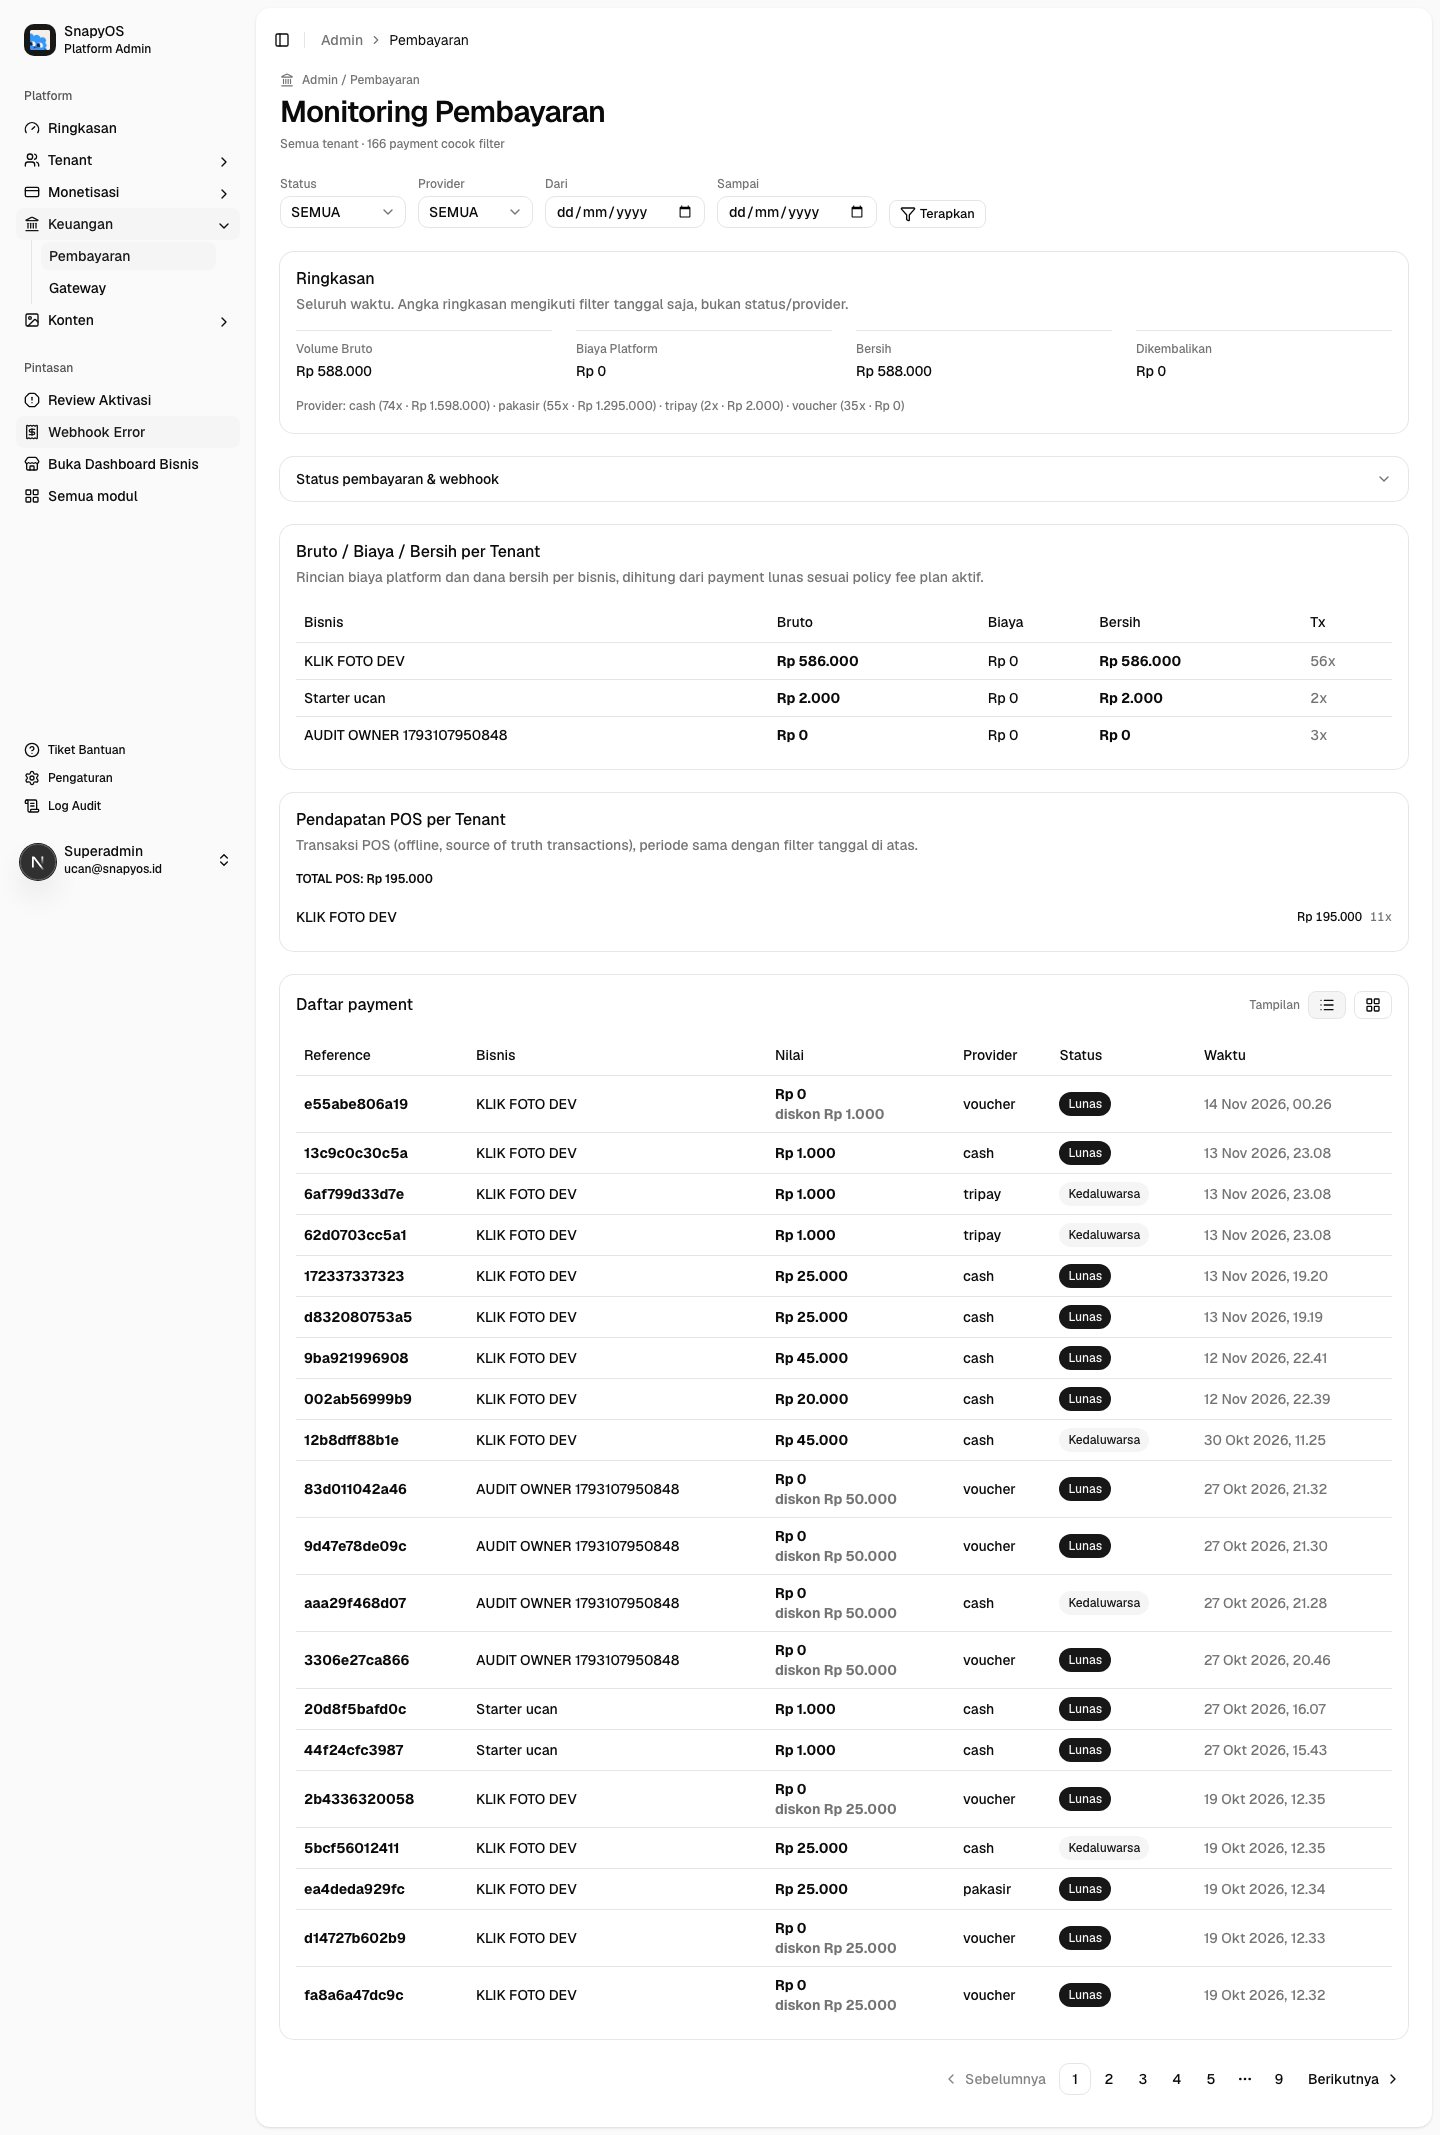 SnapyOS
Platform Admin
Platform
Ringkasan
Tenant
Monetisasi
Keuangan
Pembayaran
Gateway
Konten
Pintasan
Review Aktivasi
Webhook Error
Buka Dashboard Bisnis
Semua modul
Tiket Bantuan
Pengaturan
Log Audit
N
Superadmin
ucan@snapyos.id
Admin > Pembayaran
Admin / Pembayaran
Monitoring Pembayaran
Semua tenant · 166 payment cocok filter
Status Provider Dari Sampai
SEMUA SEMUA dd/mm/yyyy dd/mm/yyyy Terapkan
Ringkasan
Seluruh waktu. Angka ringkasan mengikuti filter tanggal saja, bukan status/provider.
Volume Bruto Biaya Platform Bersih Dikembalikan
Rp 588.000 Rp 0 Rp 588.000 Rp 0
Provider: cash (74x · Rp 1.598.000) · pakasir (55x · Rp 1.295.000) · tripay (2x · Rp 2.000) · voucher (35x · Rp 0)
Status pembayaran & webhook
Bruto / Biaya / Bersih per Tenant
Rincian biaya platform dan dana bersih per bisnis, dihitung dari payment lunas sesuai policy fee plan aktif.
Bisnis Bruto Biaya Bersih Tx
KLIK FOTO DEV Rp 586.000 Rp 0 Rp 586.000 56x
Starter ucan Rp 2.000 Rp 0 Rp 2.000 2x
AUDIT OWNER 1793107950848 Rp 0 Rp 0 Rp 0 3x
Pendapatan POS per Tenant
Transaksi POS (offline, source of truth transactions), periode sama dengan filter tanggal di atas.
TOTAL POS: Rp 195.000
KLIK FOTO DEV Rp 195.000 11x
Daftar payment Tampilan
Reference Bisnis Nilai Provider Status Waktu
e55abe806a19 KLIK FOTO DEV Rp 0 diskon Rp 1.000 voucher Lunas 14 Nov 2026, 00.26
13c9c0c30c5a KLIK FOTO DEV Rp 1.000 cash Lunas 13 Nov 2026, 23.08
6af799d33d7e KLIK FOTO DEV Rp 1.000 tripay Kedaluwarsa 13 Nov 2026, 23.08
62d0703cc5a1 KLIK FOTO DEV Rp 1.000 tripay Kedaluwarsa 13 Nov 2026, 23.08
172337337323 KLIK FOTO DEV Rp 25.000 cash Lunas 13 Nov 2026, 19.20
d832080753a5 KLIK FOTO DEV Rp 25.000 cash Lunas 13 Nov 2026, 19.19
9ba921996908 KLIK FOTO DEV Rp 45.000 cash Lunas 12 Nov 2026, 22.41
002ab56999b9 KLIK FOTO DEV Rp 20.000 cash Lunas 12 Nov 2026, 22.39
12b8dff88b1e KLIK FOTO DEV Rp 45.000 cash Kedaluwarsa 30 Okt 2026, 11.25
83d011042a46 AUDIT OWNER 1793107950848 Rp 0 diskon Rp 50.000 voucher Lunas 27 Okt 2026, 21.32
9d47e78de09c AUDIT OWNER 1793107950848 Rp 0 diskon Rp 50.000 voucher Lunas 27 Okt 2026, 21.30
aaa29f468d07 AUDIT OWNER 1793107950848 Rp 0 diskon Rp 50.000 cash Kedaluwarsa 27 Okt 2026, 21.28
3306e27ca866 AUDIT OWNER 1793107950848 Rp 0 diskon Rp 50.000 voucher Lunas 27 Okt 2026, 20.46
20d8f5bafd0c Starter ucan Rp 1.000 cash Lunas 27 Okt 2026, 16.07
44f24cfc3987 Starter ucan Rp 1.000 cash Lunas 27 Okt 2026, 15.43
2b4336320058 KLIK FOTO DEV Rp 0 diskon Rp 25.000 voucher Lunas 19 Okt 2026, 12.35
5bcf56012411 KLIK FOTO DEV Rp 25.000 cash Kedaluwarsa 19 Okt 2026, 12.35
ea4deda929fc KLIK FOTO DEV Rp 25.000 pakasir Lunas 19 Okt 2026, 12.34
d14727b602b9 KLIK FOTO DEV Rp 0 diskon Rp 25.000 voucher Lunas 19 Okt 2026, 12.33
fa8a6a47dc9c KLIK FOTO DEV Rp 0 diskon Rp 25.000 voucher Lunas 19 Okt 2026, 12.32
Sebelumnya 1 2 3 4 5 ••• 9 Berikutnya